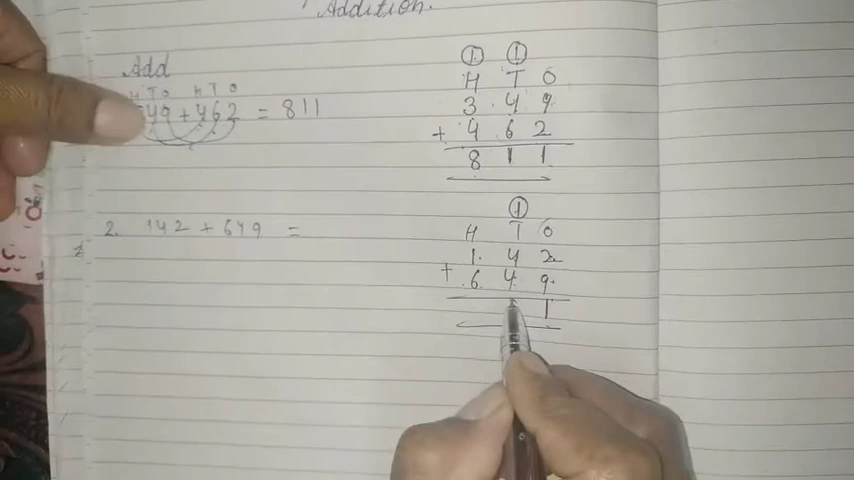 Addition.
Add
H T O H T O
49 + 462 = 811
① ①
H T O
3 4 9
+ 4 6 2
8 1 1
2. 142 + 649 =
①
H T O
1 4 2
+ 6 4 9
1